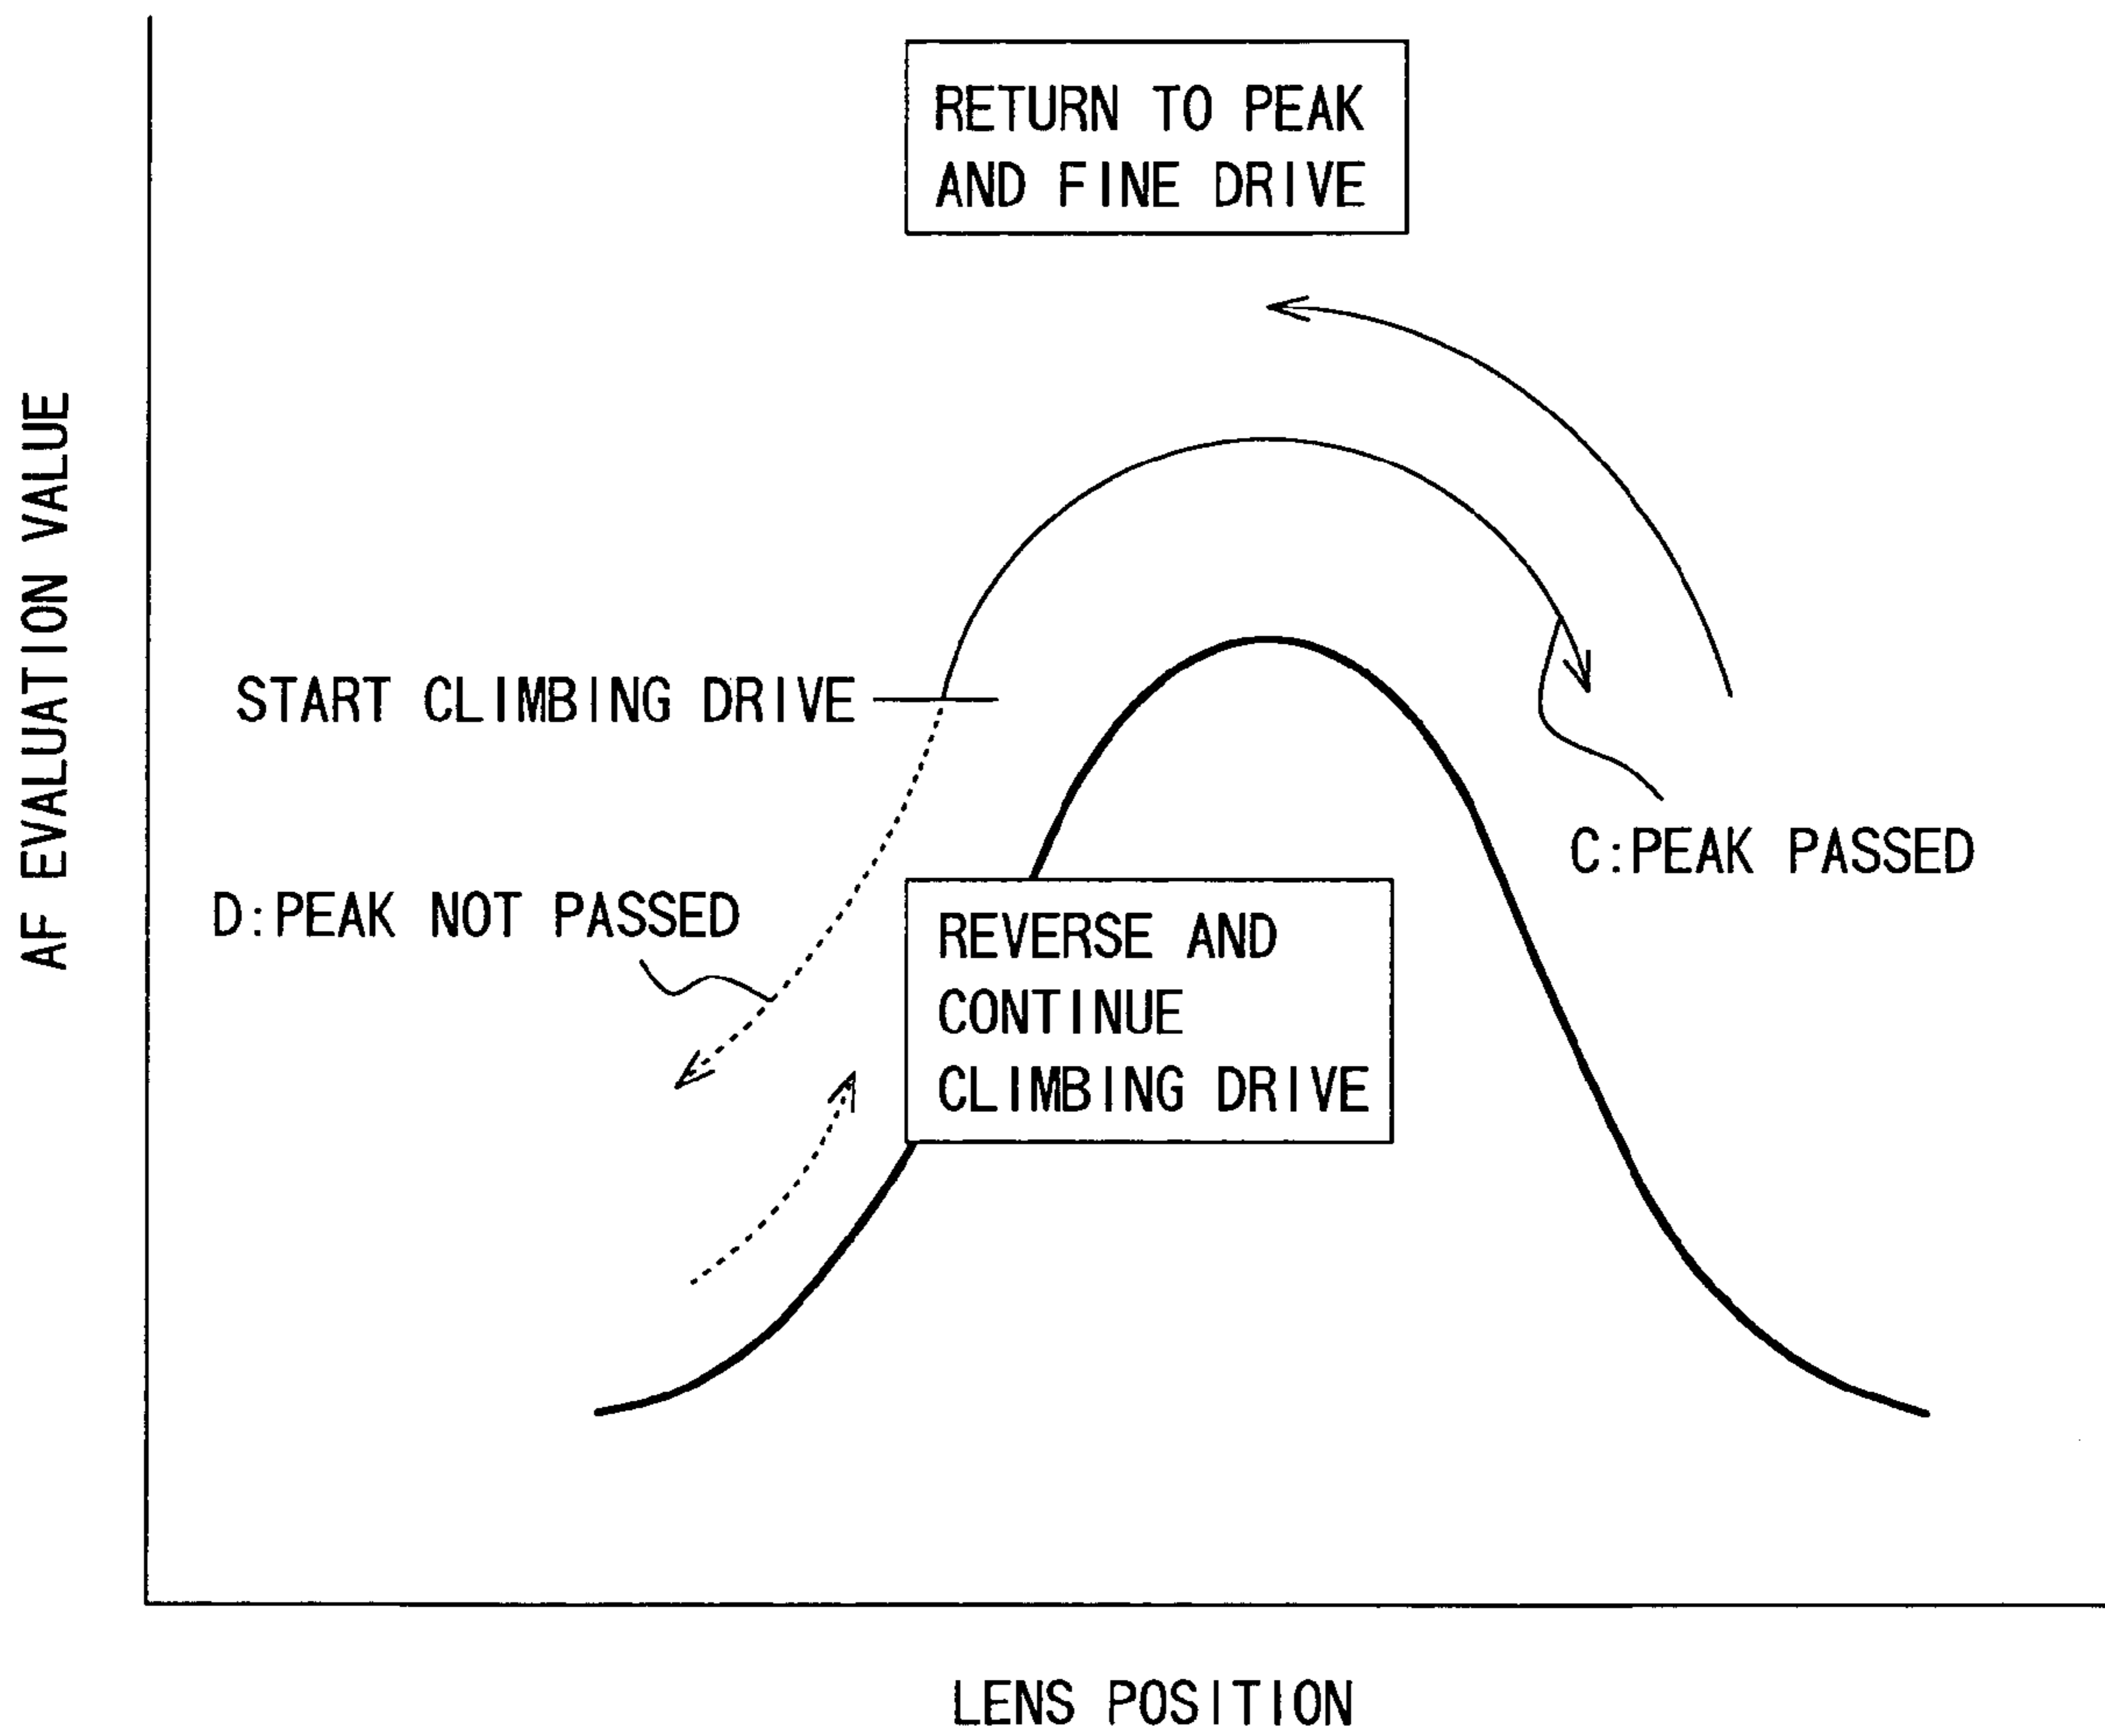 RETURN TO PEAK
AND FINE DRIVE
AF EVALUATION VALUE
START CLIMBING DRIVE
C:PEAK PASSED
D:PEAK NOT PASSED
REVERSE AND
CONTINUE
CLIMBING DRIVE
LENS POSITION